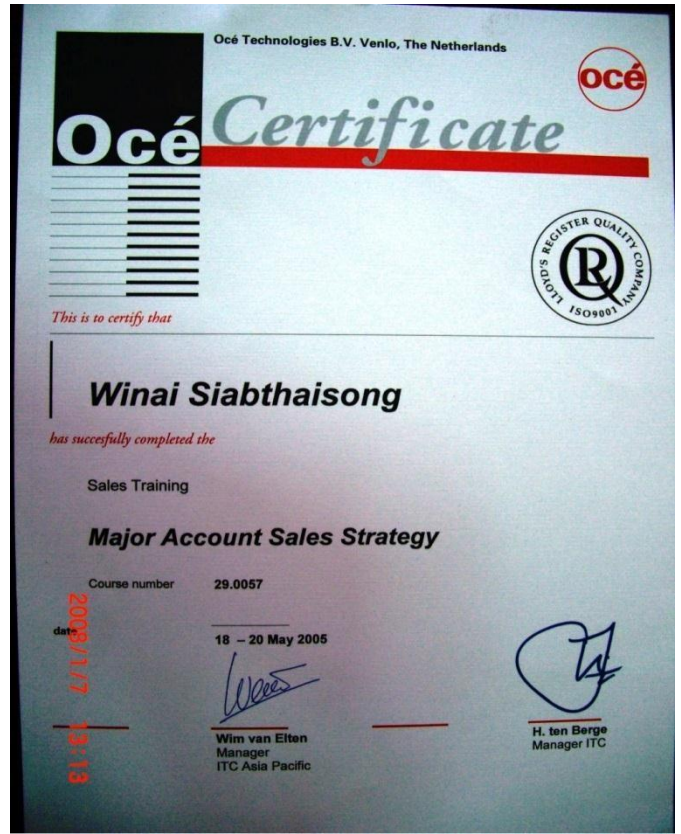 Océ Technologies B.V. Venlo, The Netherlands
océ
Océ Certificate
LLOYD'S REGISTER QUALITY COMPANY
LRQ
ISO9001
This is to certify that
Winai Siabthaisong
has succesfully completed the
Sales Training
Major Account Sales Strategy
Course number 29.0057
date 18 – 20 May 2005
Wim van Elten
Manager
ITC Asia Pacific
H. ten Berge
Manager ITC
2008/1/7 13:13